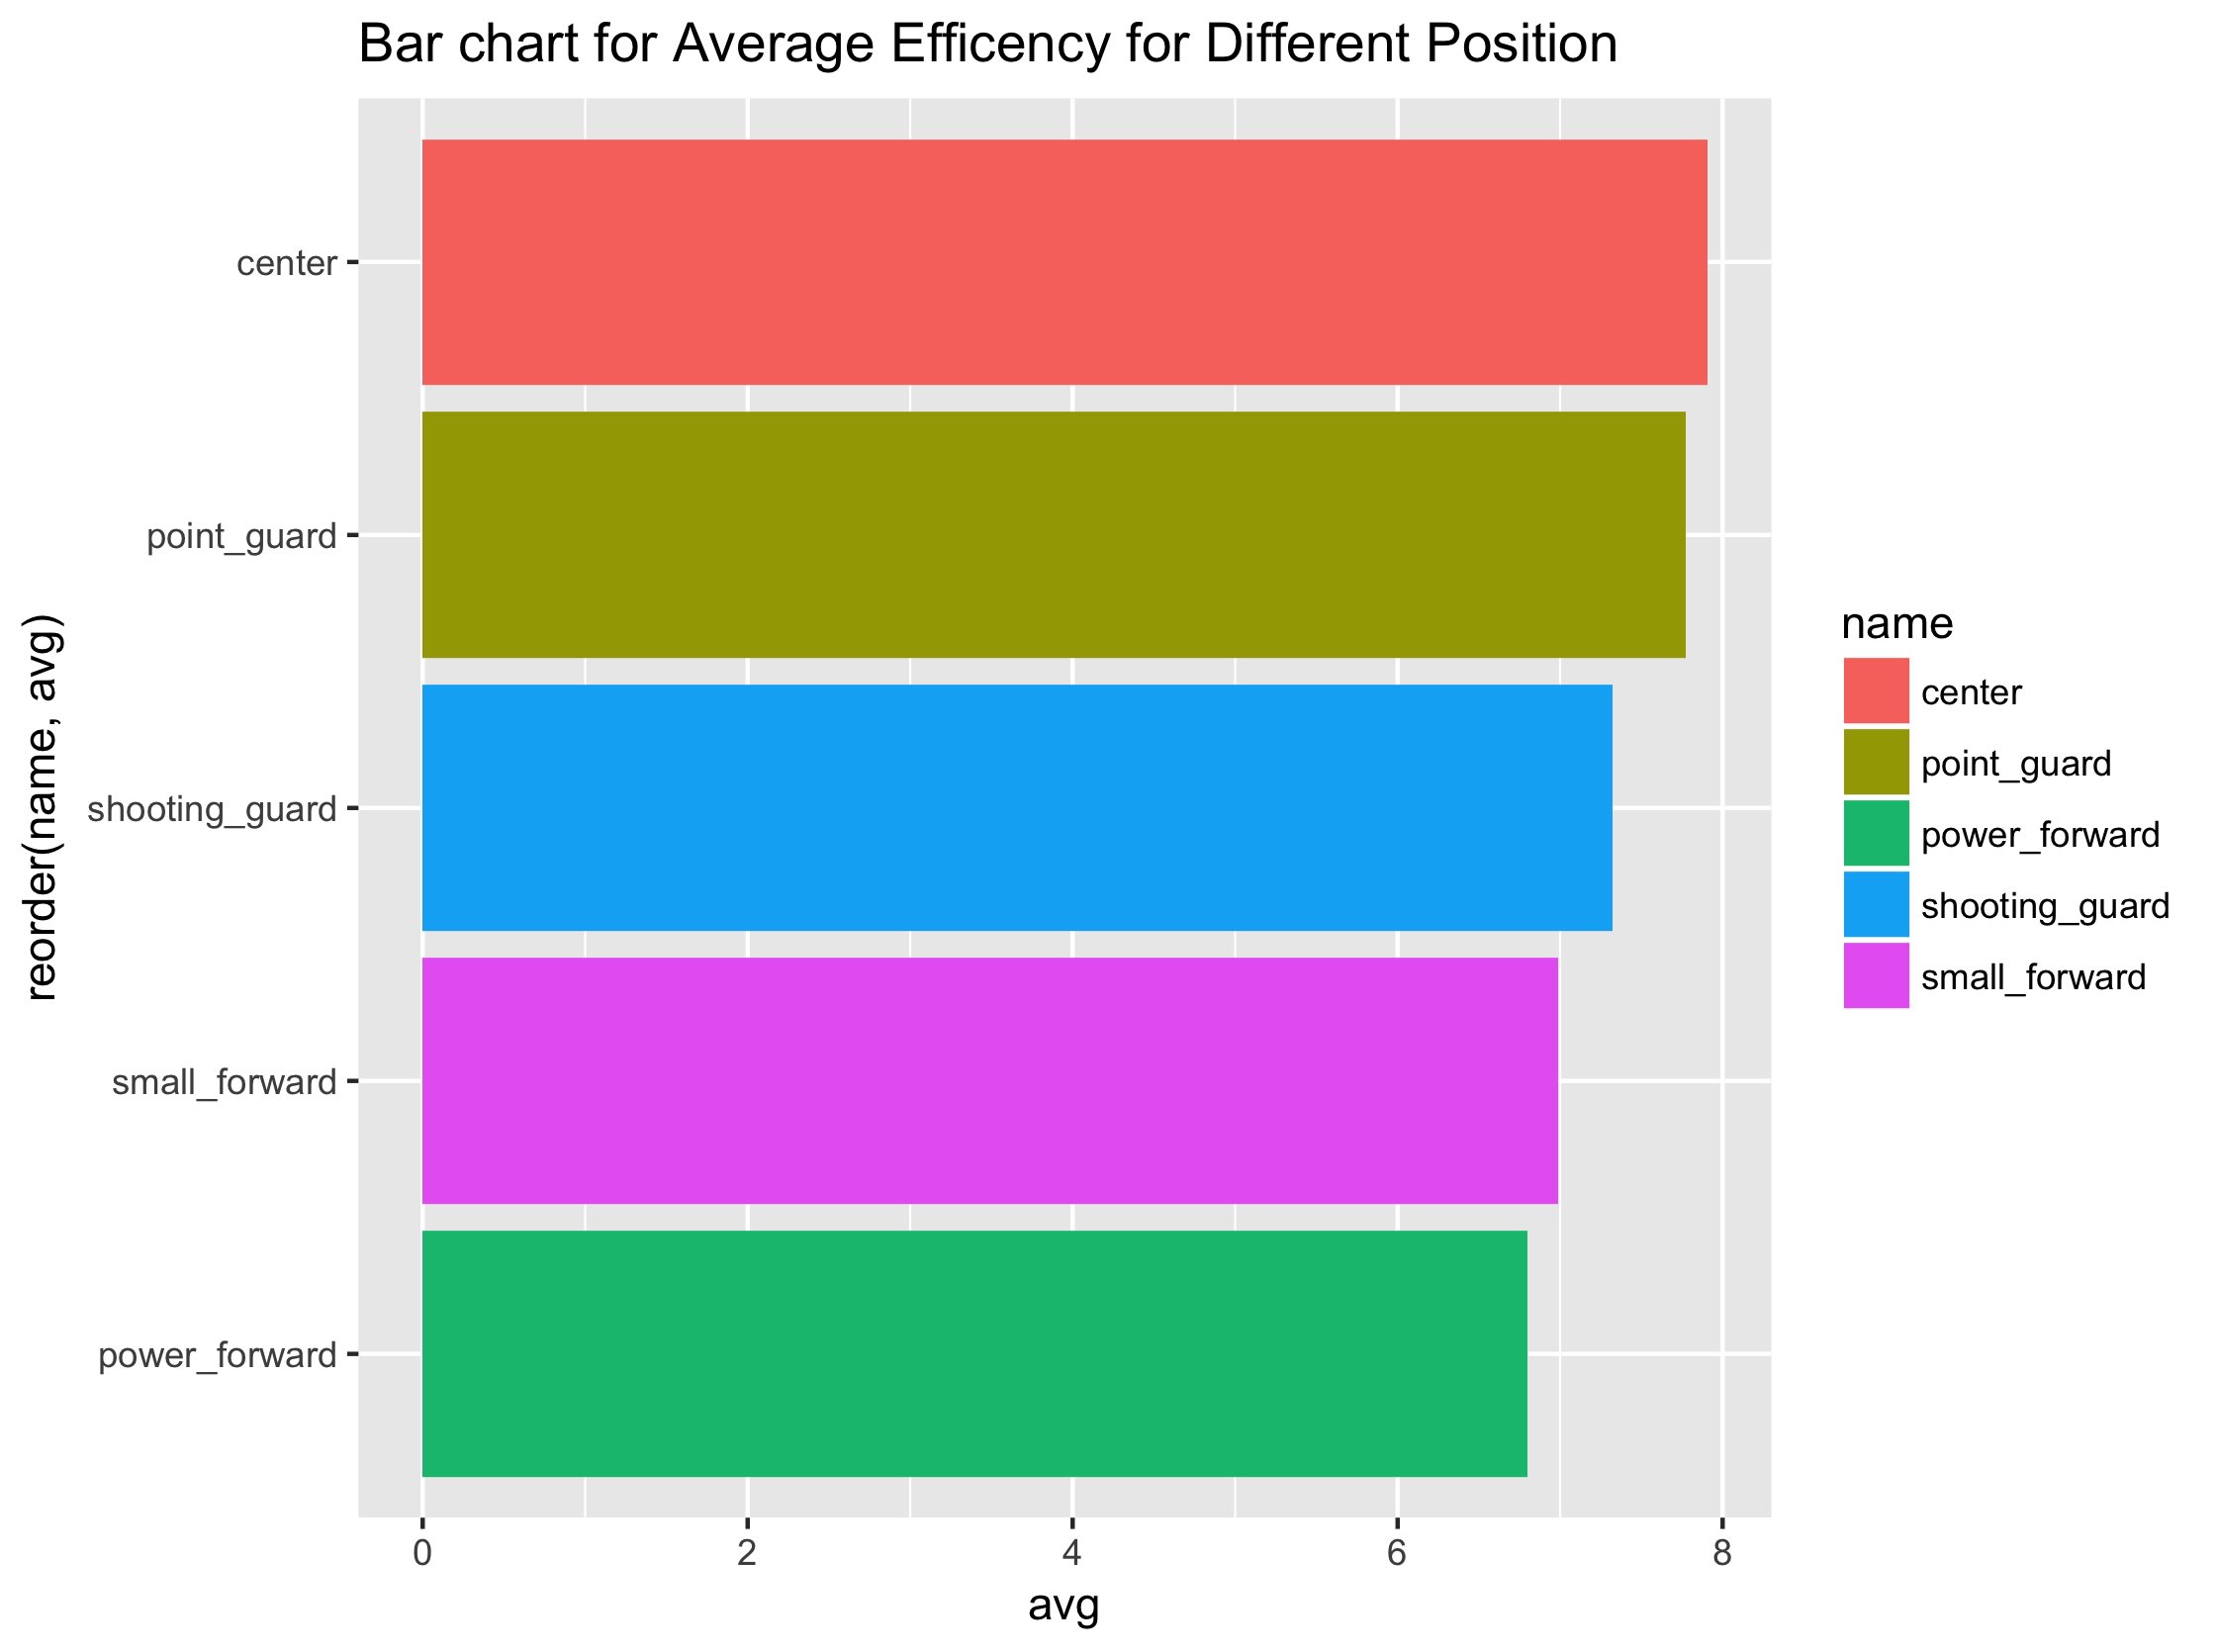 Bar chart for Average Efficency for Different Position
reorder(name, avg)
center
point_guard
shooting_guard
small_forward
power_forward
0 2 4 6 8
avg
name
center
point_guard
power_forward
shooting_guard
small_forward